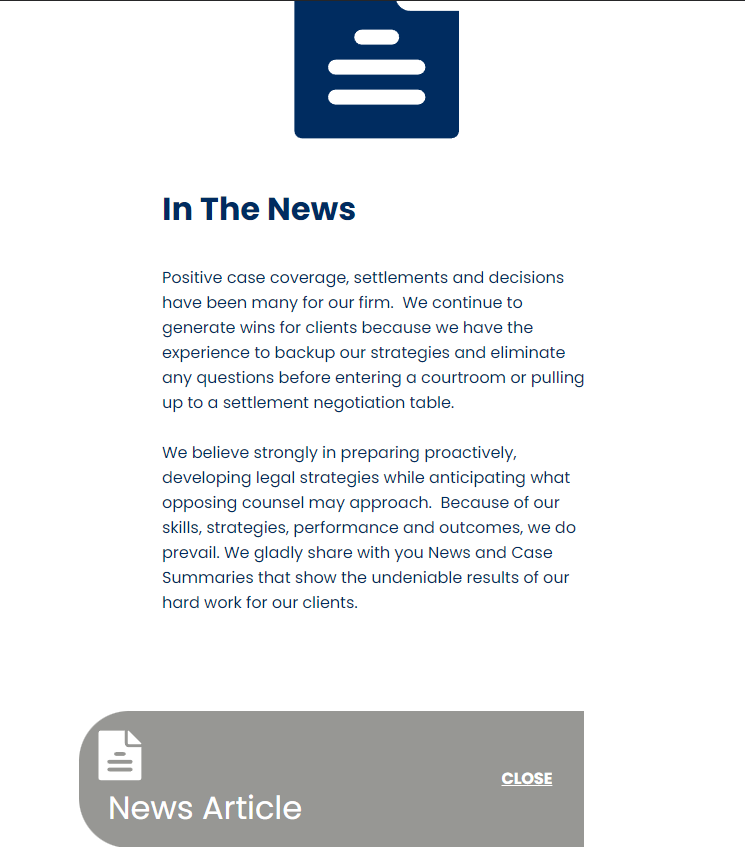 In The News
Positive case coverage, settlements and decisions
have been many for our firm.  We continue to
generate wins for clients because we have the
experience to backup our strategies and eliminate
any questions before entering a courtroom or pulling
up to a settlement negotiation table.
We believe strongly in preparing proactively,
developing legal strategies while anticipating what
opposing counsel may approach.  Because of our
skills, strategies, performance and outcomes, we do
prevail. We gladly share with you News and Case
Summaries that show the undeniable results of our
hard work for our clients.
CLOSE
News Article